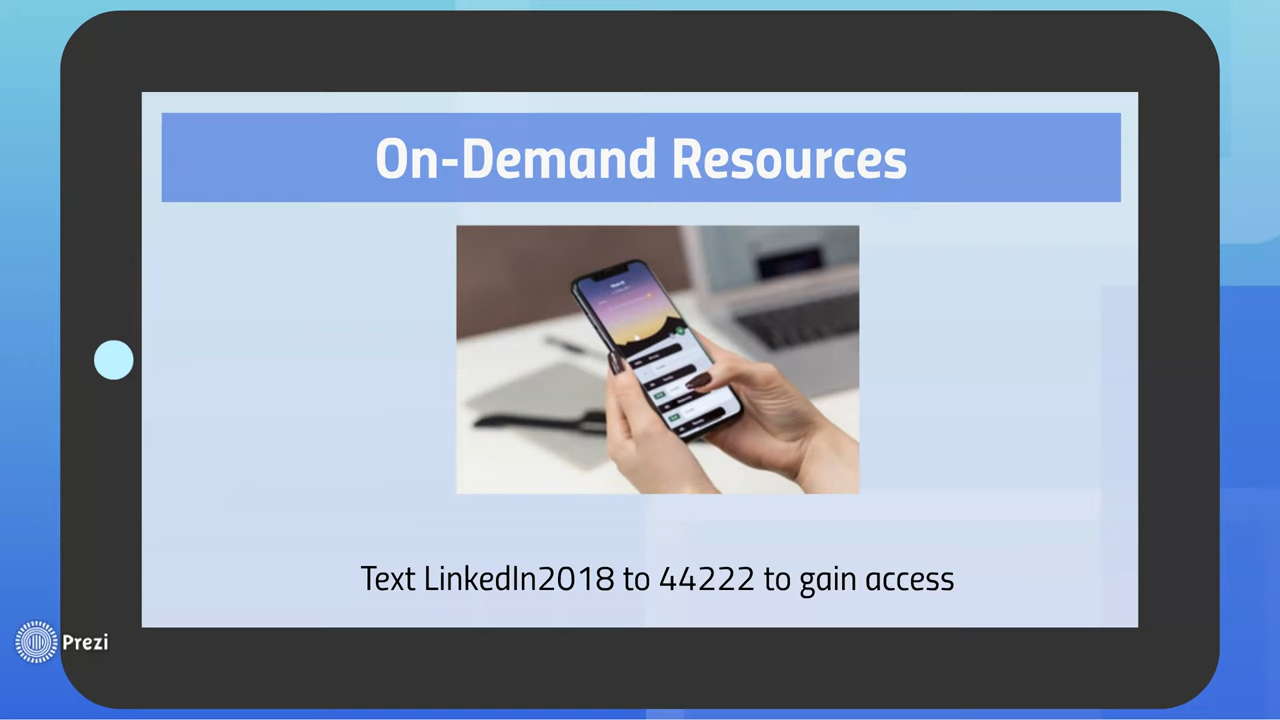 On-Demand Resources
Text LinkedIn2018 to 44222 to gain access
Prezi